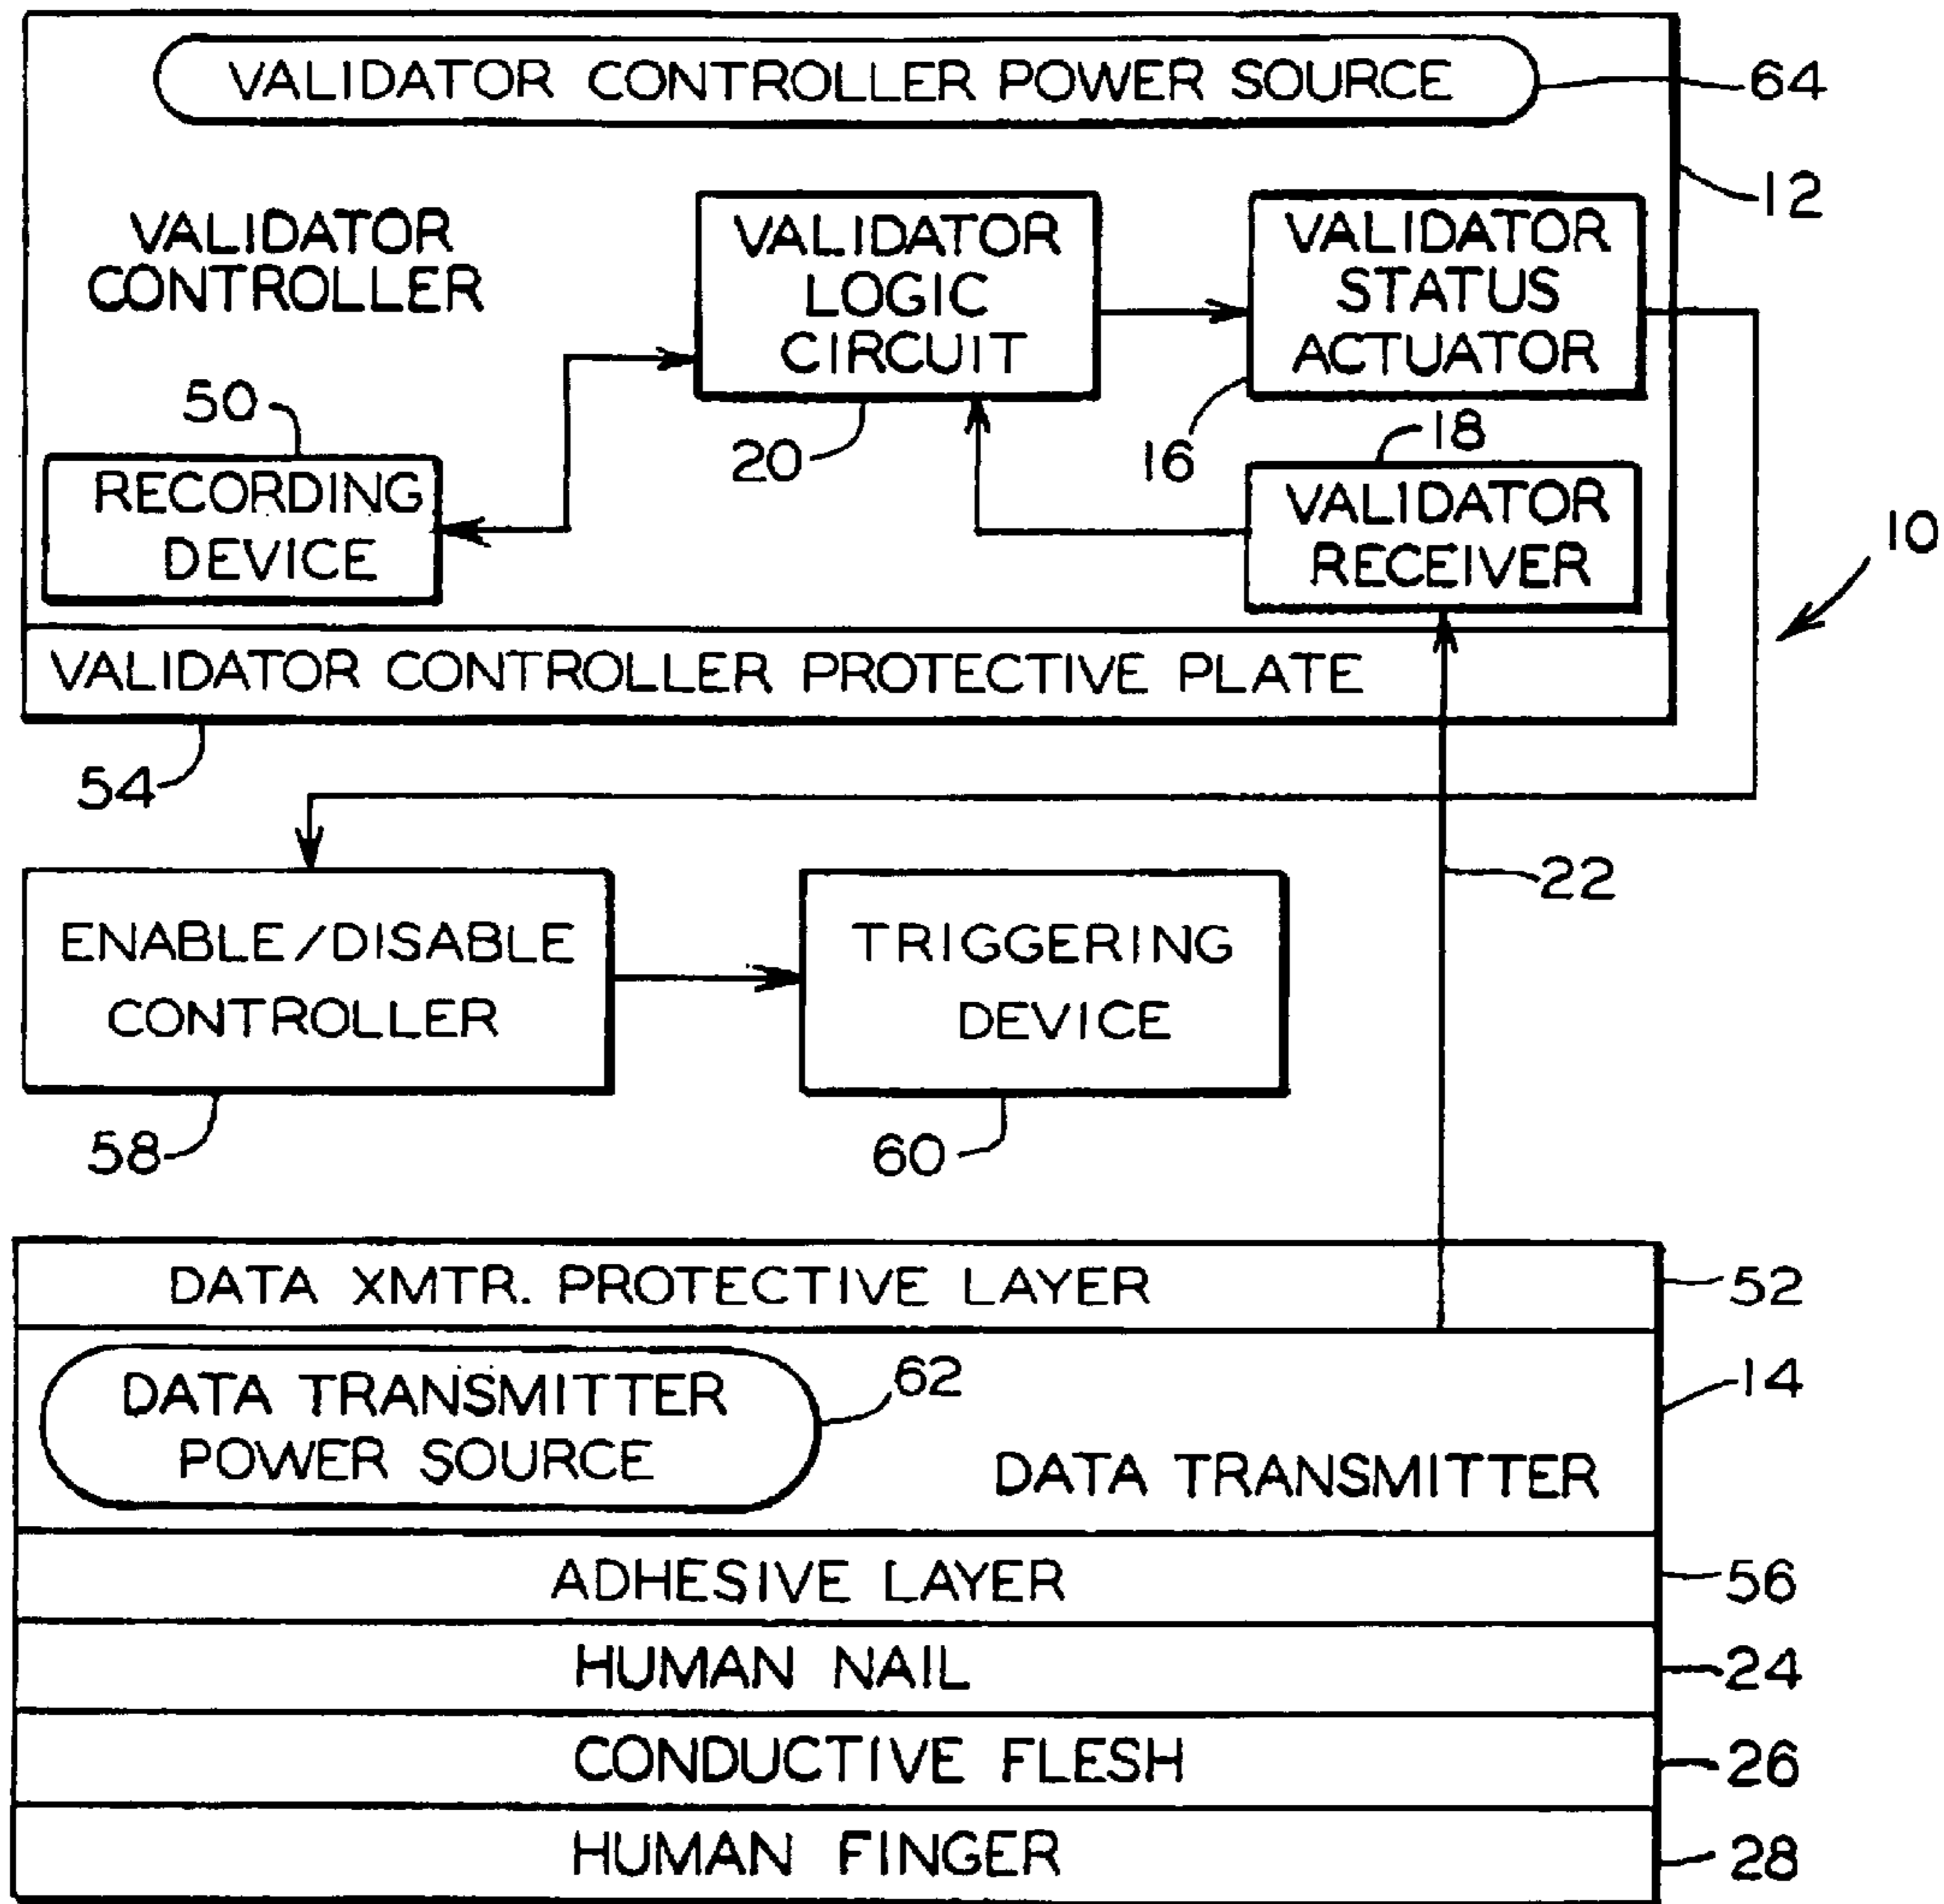 VALIDATOR CONTROLLER POWER SOURCE
64
12
VALIDATOR
CONTROLLER
VALIDATOR
LOGIC
CIRCUIT
VALIDATOR
STATUS
ACTUATOR
50
20
16
18
RECORDING
DEVICE
VALIDATOR
RECEIVER
10
VALIDATOR CONTROLLER PROTECTIVE PLATE
54
22
ENABLE/DISABLE
CONTROLLER
TRIGGERING
DEVICE
58
60
DATA XMTR. PROTECTIVE LAYER
52
DATA TRANSMITTER
POWER SOURCE
62
14
DATA TRANSMITTER
ADHESIVE LAYER
56
HUMAN NAIL
24
CONDUCTIVE FLESH
26
HUMAN FINGER
28